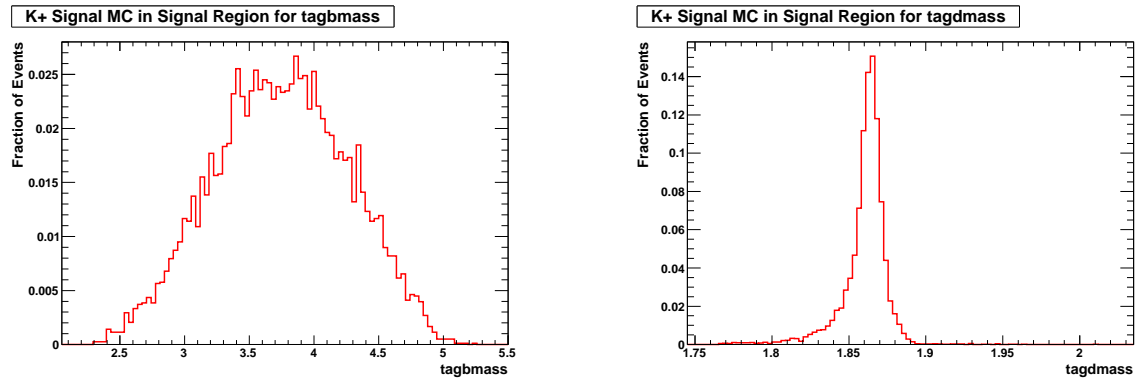 K+ Signal MC in Signal Region for tagbmass
Fraction of Events
0.025
0.02
0.015
0.01
0.005
0
2.5 3 3.5 4 4.5 5 5.5
tagbmass
K+ Signal MC in Signal Region for tagdmass
Fraction of Events
0.14
0.12
0.1
0.08
0.06
0.04
0.02
0
1.75 1.8 1.85 1.9 1.95 2
tagdmass